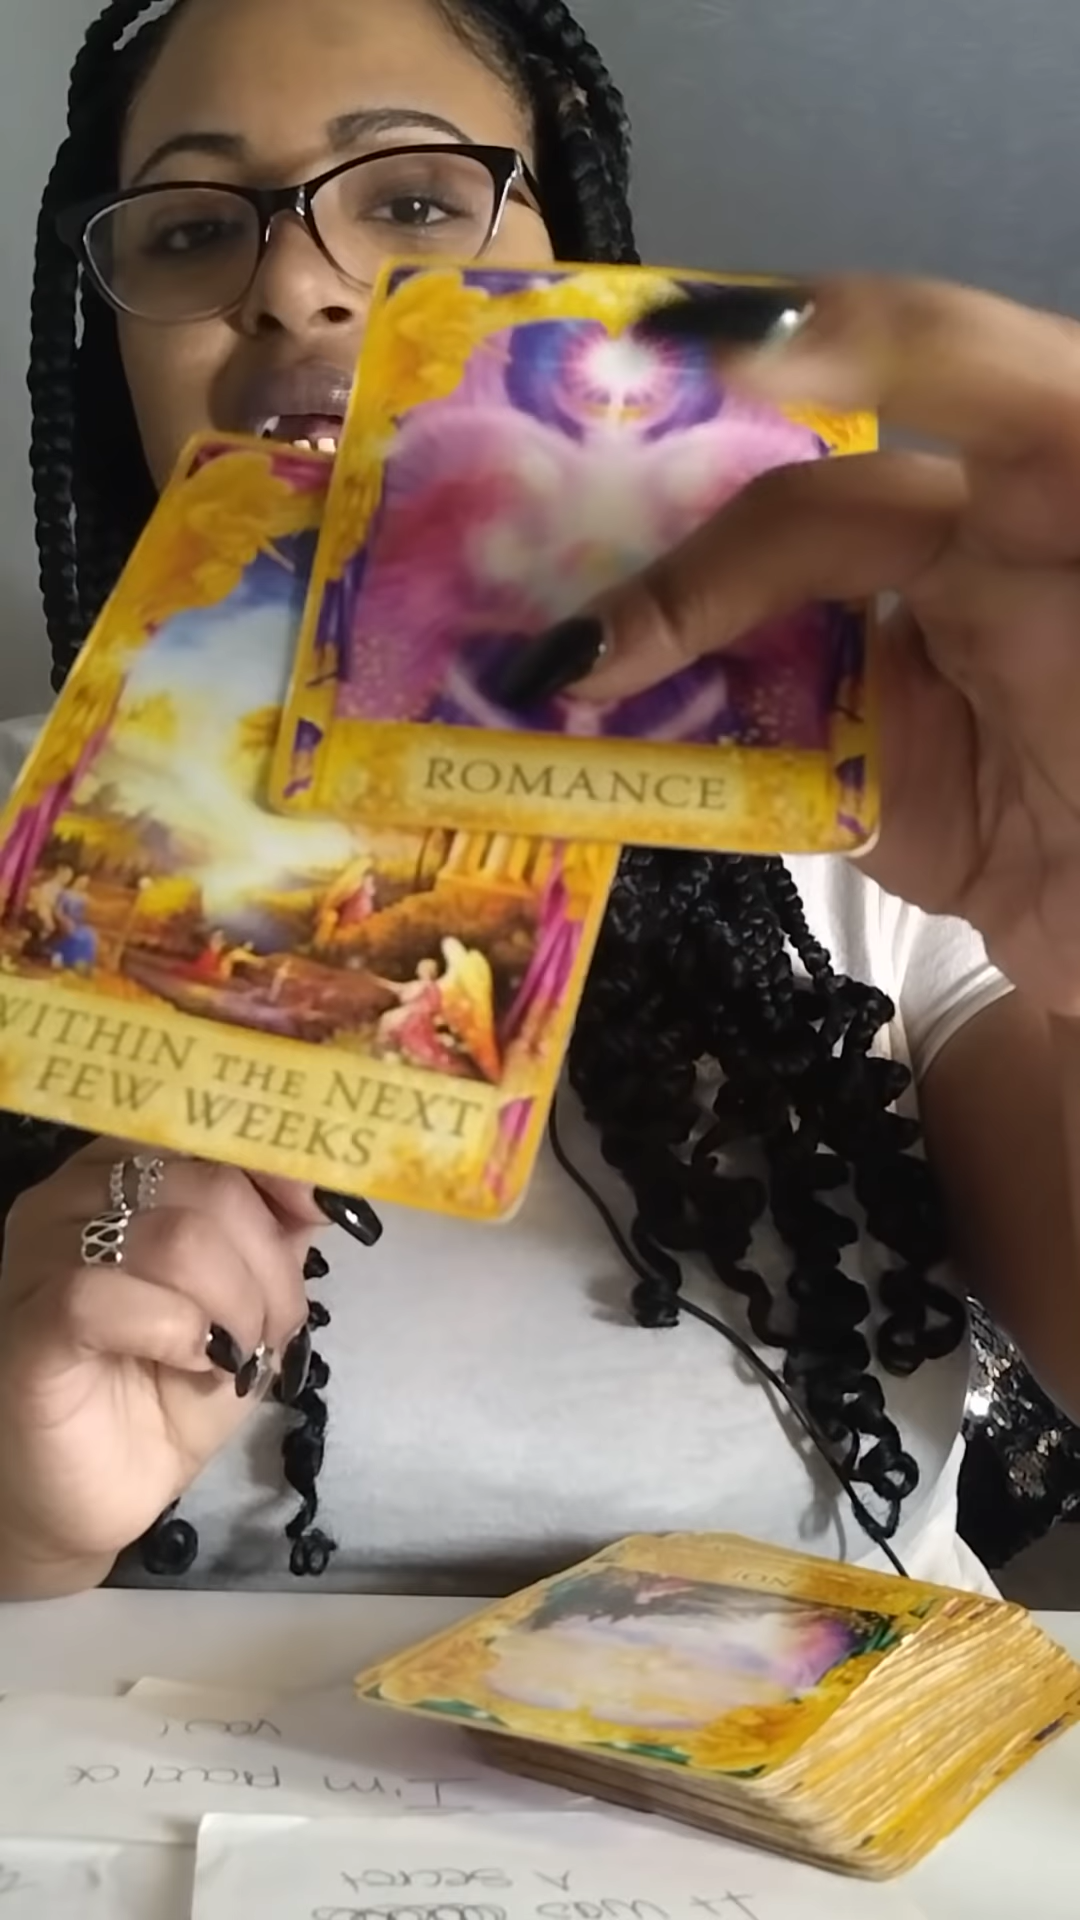 ROMANCE
WITHIN THE NEXT
FEW WEEKS
you!
I'm proud of
A secret
It was